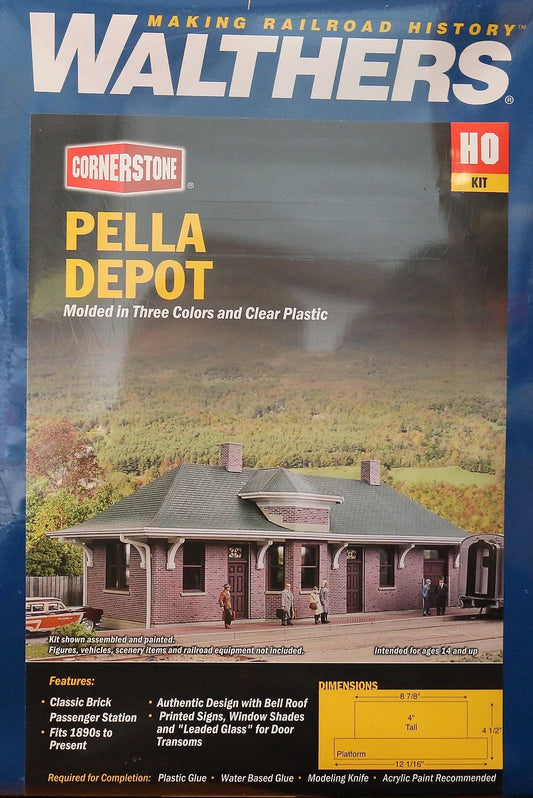 MAKING RAILROAD HISTORY™
WALTHERS®
CORNERSTONE®
HO
KIT
PELLA
DEPOT
Molded in Three Colors and Clear Plastic
Kit shown assembled and painted.
Figures, vehicles, scenery items and railroad equipment not included.
Intended for ages 14 and up
Features:
• Classic Brick
Passenger Station
• Fits 1890s to
Present
• Authentic Design with Bell Roof
• Printed Signs, Window Shades
and "Leaded Glass" for Door
Transoms
DIMENSIONS
8 7/8"
4"
Tall
4 1/2"
Platform
12 1/16"
Required for Completion: Plastic Glue • Water Based Glue • Modeling Knife • Acrylic Paint Recommended